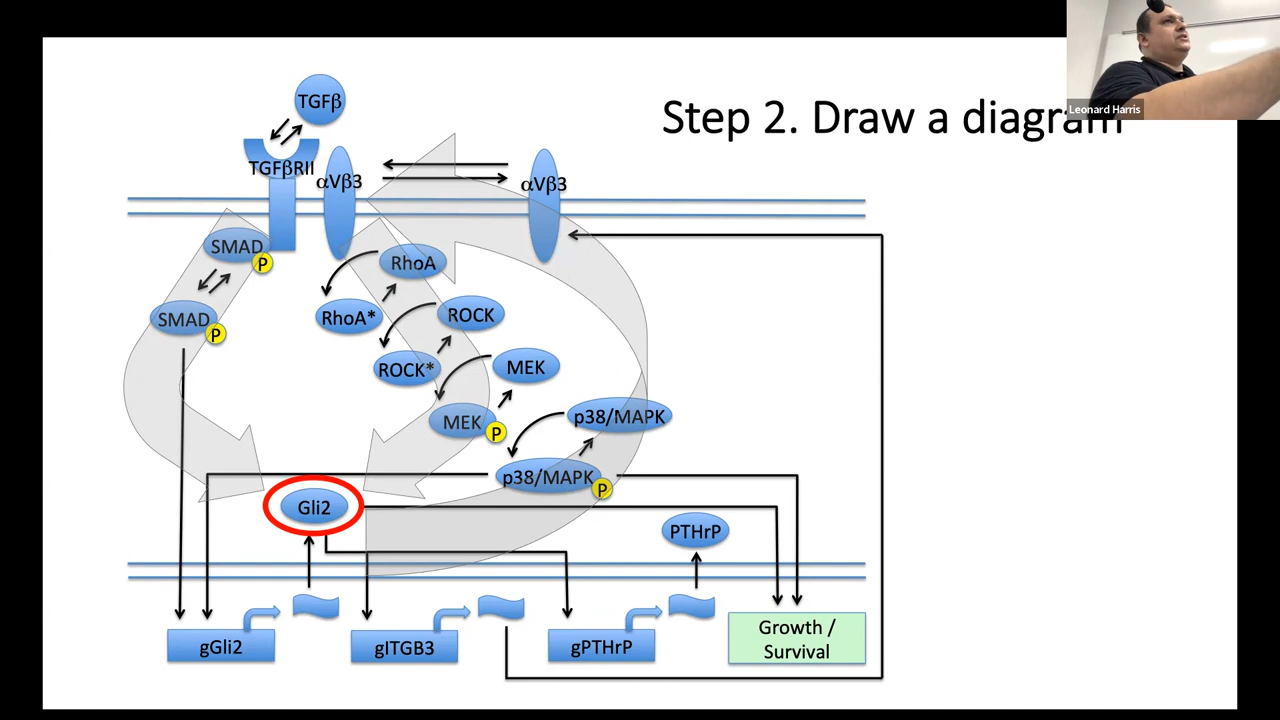 Leonard Harris
Step 2. Draw a diagram
TGFβ
TGFβRII
αVβ3
αVβ3
SMAD
P
RhoA
SMAD
P
RhoA*
ROCK
ROCK*
MEK
MEK
P
p38/MAPK
p38/MAPK
P
Gli2
PTHrP
gGli2
gITGB3
gPTHrP
Growth /
Survival